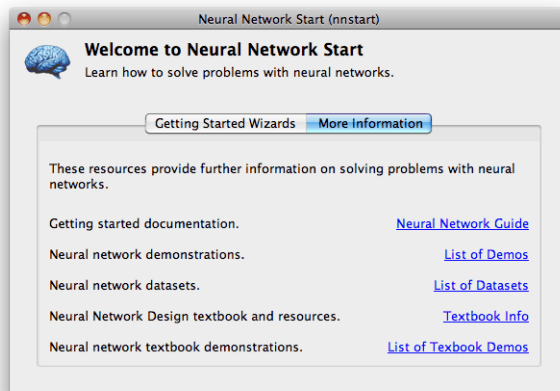 Neural Network Start (nnstart)
Welcome to Neural Network Start
Learn how to solve problems with neural networks.
Getting Started Wizards More Information
These resources provide further information on solving problems with neural
networks.
Getting started documentation. Neural Network Guide
Neural network demonstrations. List of Demos
Neural network datasets. List of Datasets
Neural Network Design textbook and resources. Textbook Info
Neural network textbook demonstrations. List of Texbook Demos